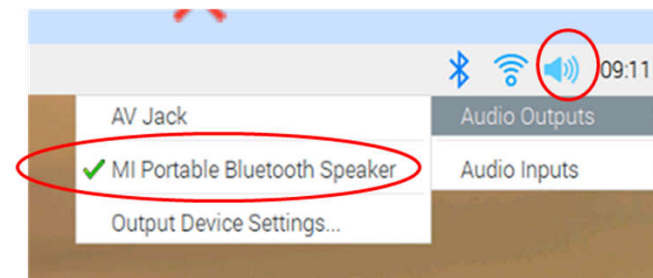 09:11
AV Jack
Audio Outputs
MI Portable Bluetooth Speaker
Audio Inputs
Output Device Settings...